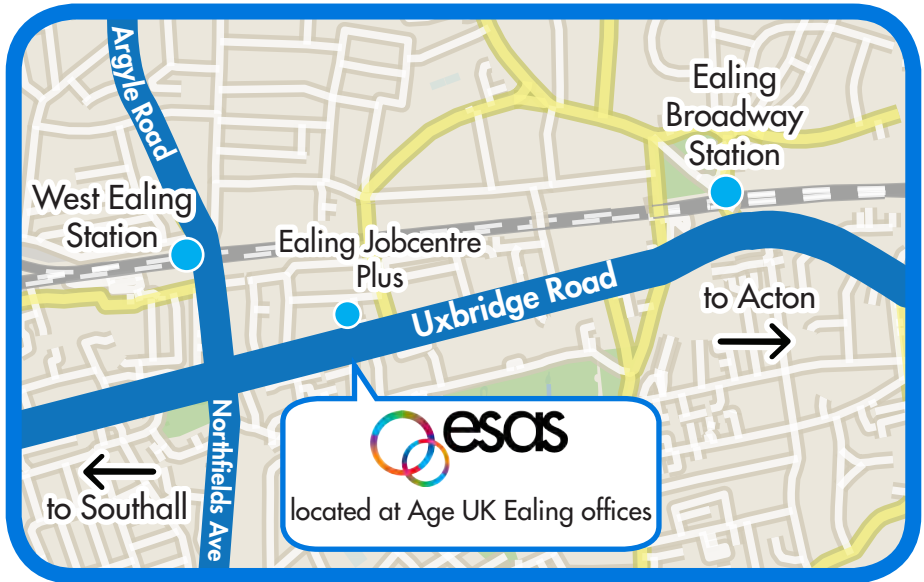 Argyle Road
Ealing
Broadway
Station
West Ealing
Station
Ealing Jobcentre
Plus
Uxbridge Road
to Acton
Northfields Ave
esas
located at Age UK Ealing offices
to Southall